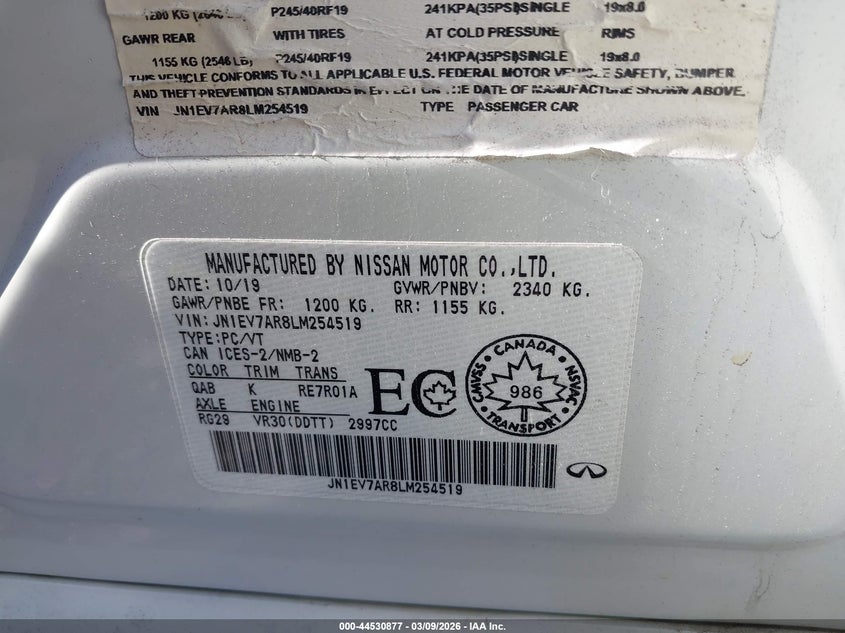 1200 KG (2646 LB) P245/40RF19 241KPA(35PSI)SINGLE 19x8.0
GAWR REAR WITH TIRES AT COLD PRESSURE RIMS
1155 KG (2546 LB) P245/40RF19 241KPA(35PSI)SINGLE 19x8.0
THIS VEHICLE CONFORMS TO ALL APPLICABLE U.S. FEDERAL MOTOR VEHICLE SAFETY, BUMPER
AND THEFT PREVENTION STANDARDS IN EFFECT ON THE DATE OF MANUFACTURE SHOWN ABOVE.
VIN JN1EV7AR8LM254519 TYPE PASSENGER CAR
MANUFACTURED BY NISSAN MOTOR CO.,LTD.
DATE: 10/19 GVWR/PNBV: 2340 KG.
GAWR/PNBE FR: 1200 KG. RR: 1155 KG.
VIN: JN1EV7AR8LM254519
TYPE:PC/VT
CAN ICES-2/NMB-2
COLOR TRIM TRANS
QAB K RE7R01A
AXLE ENGINE
RG29 VR30(DDTT) 2997CC
EC
CANADA
CMVSS NSVAC
986
TRANSPORT
JN1EV7AR8LM254519
000-44530877 - 03/09/2026 - IAA Inc.